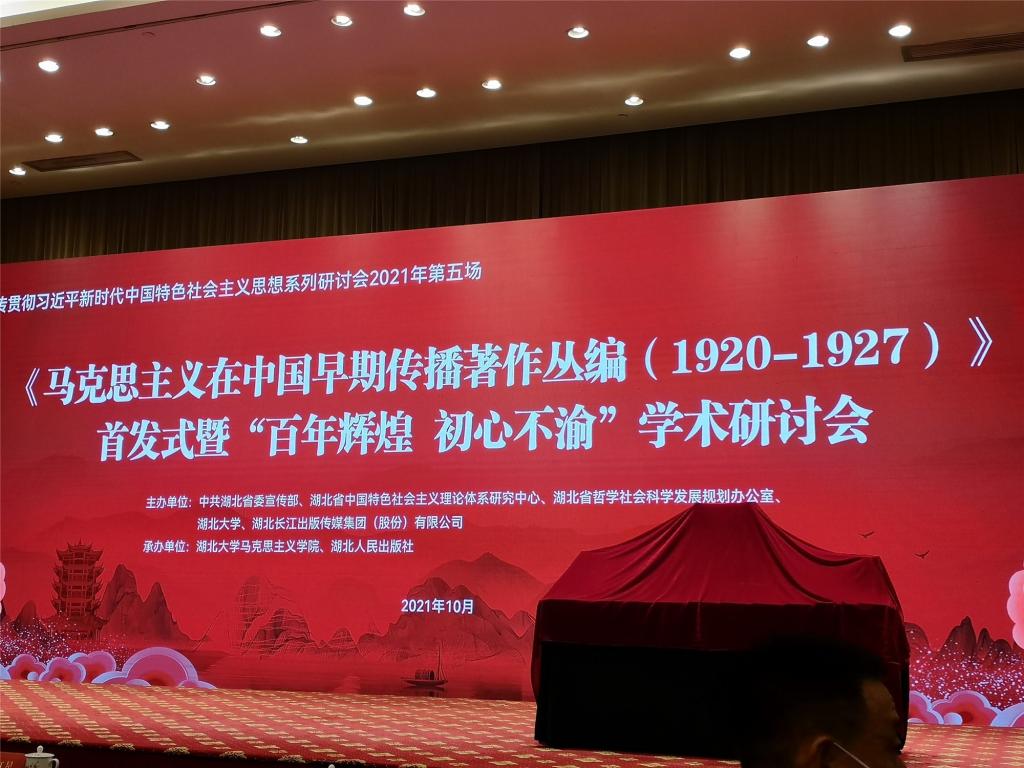 传贯彻习近平新时代中国特色社会主义思想系列研讨会2021年第五场
《马克思主义在中国早期传播著作丛编（1920-1927）》
首发式暨“百年辉煌 初心不渝”学术研讨会
主办单位：中共湖北省委宣传部、湖北省中国特色社会主义理论体系研究中心、湖北省哲学社会科学发展规划办公室、
湖北大学、湖北长江出版传媒集团（股份）有限公司
承办单位：湖北大学马克思主义学院、湖北人民出版社
2021年10月